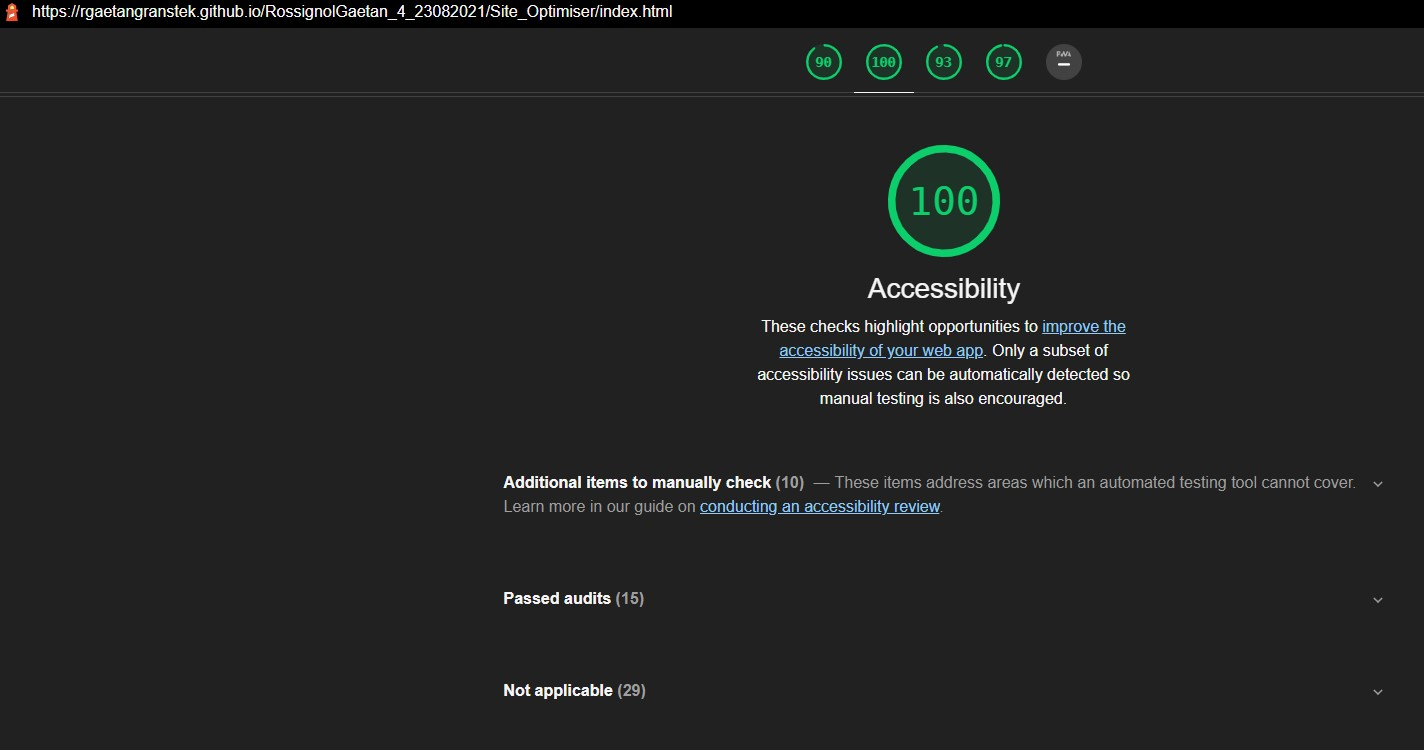 https://rgaetangranstek.github.io/RossignolGaetan_4_23082021/Site_Optimiser/index.html
90 100 93 97 PWA
100
Accessibility
These checks highlight opportunities to improve the
accessibility of your web app. Only a subset of
accessibility issues can be automatically detected so
manual testing is also encouraged.
Additional items to manually check (10) — These items address areas which an automated testing tool cannot cover.
Learn more in our guide on conducting an accessibility review.
Passed audits (15)
Not applicable (29)